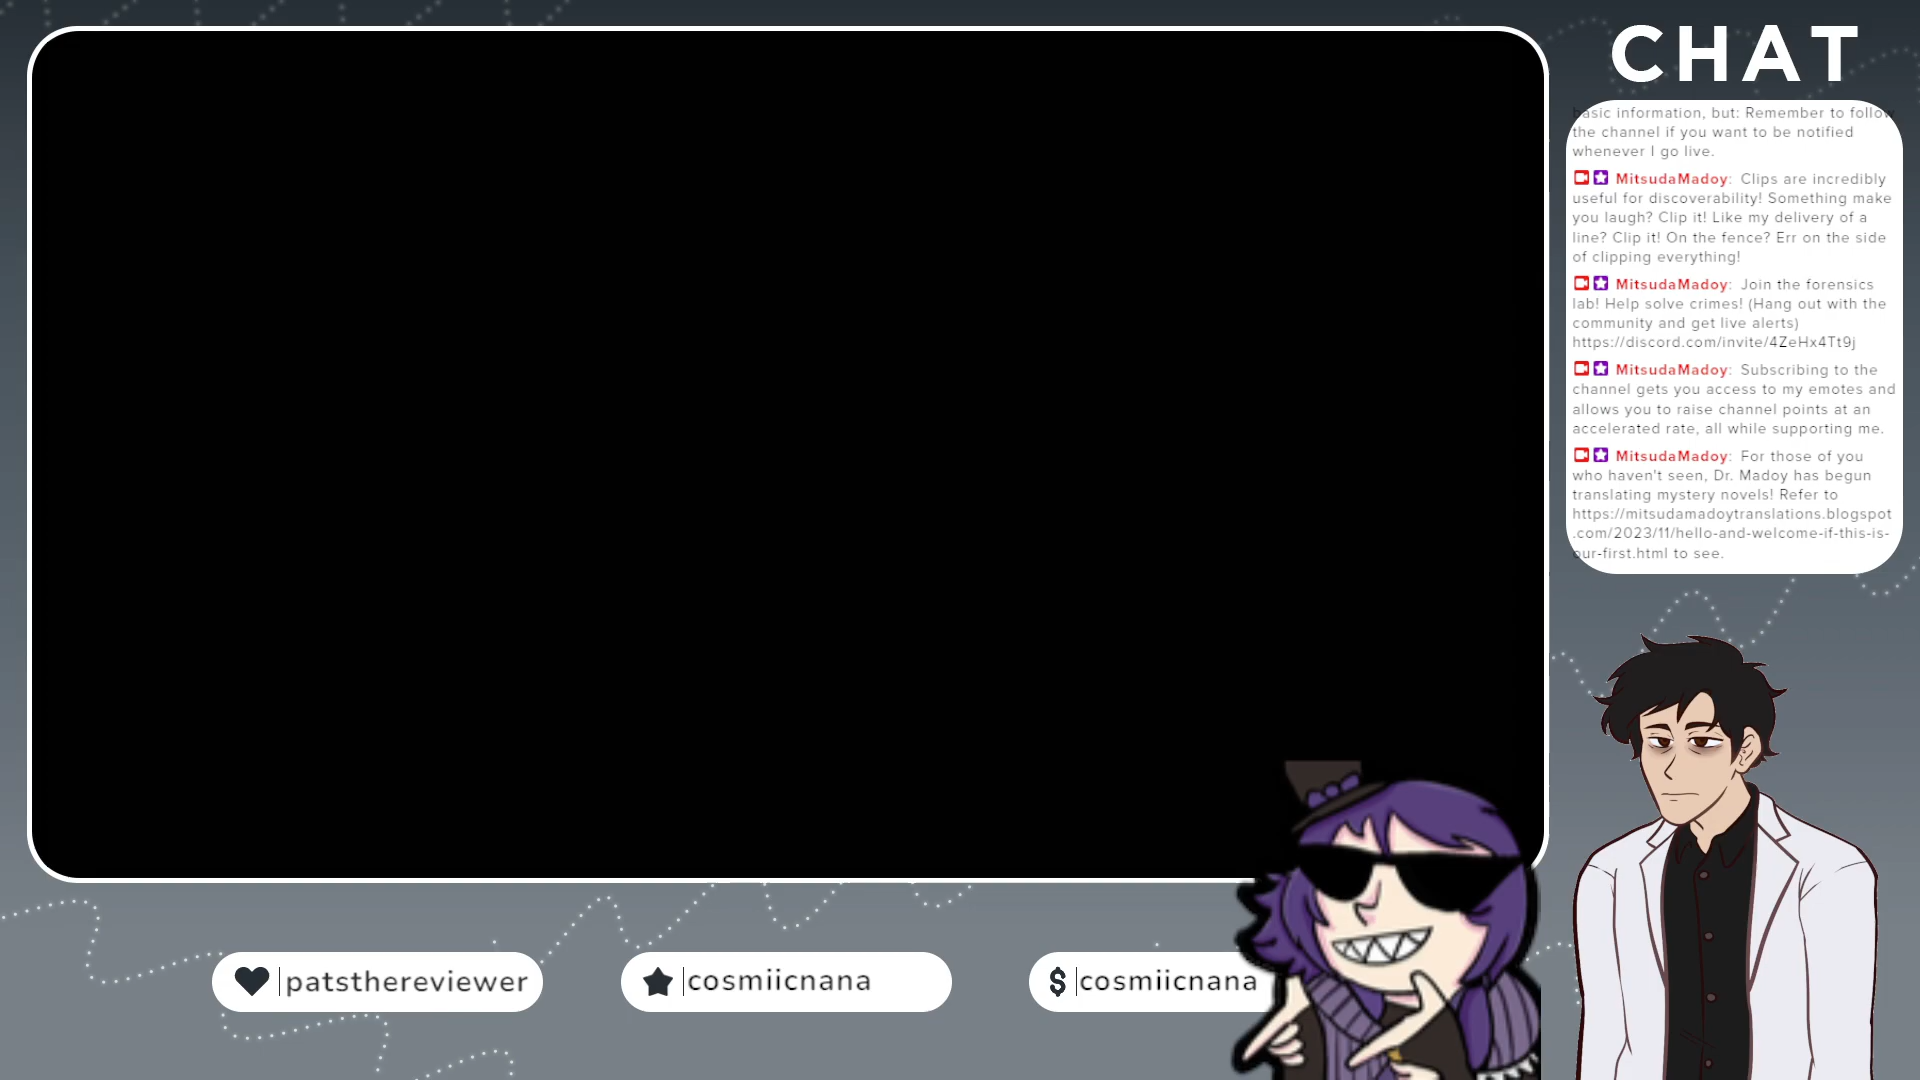 CHAT
basic information, but: Remember to follow
the channel if you want to be notified
whenever I go live.
MitsudaMadoy: Clips are incredibly
useful for discoverability! Something make
you laugh? Clip it! Like my delivery of a
line? Clip it! On the fence? Err on the side
of clipping everything!
MitsudaMadoy: Join the forensics
lab! Help solve crimes! (Hang out with the
community and get live alerts)
https://discord.com/invite/4ZeHx4Tt9j
MitsudaMadoy: Subscribing to the
channel gets you access to my emotes and
allows you to raise channel points at an
accelerated rate, all while supporting me.
MitsudaMadoy: For those of you
who haven't seen, Dr. Madoy has begun
translating mystery novels! Refer to
https://mitsudamadoytranslations.blogspot
.com/2023/11/hello-and-welcome-if-this-is-
our-first.html to see.
patsthereviewer
cosmiicnana
$ cosmiicnana